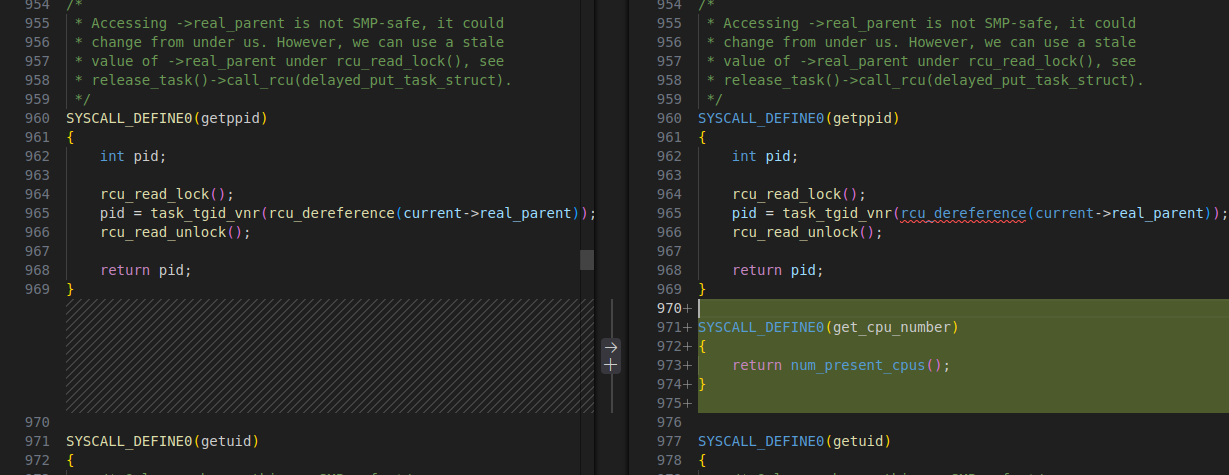 954 /*
955  * Accessing ->real_parent is not SMP-safe, it could
956  * change from under us. However, we can use a stale
957  * value of ->real_parent under rcu_read_lock(), see
958  * release_task()->call_rcu(delayed_put_task_struct).
959  */
960 SYSCALL_DEFINE0(getppid)
961 {
962     int pid;
963
964     rcu_read_lock();
965     pid = task_tgid_vnr(rcu_dereference(current->real_parent));
966     rcu_read_unlock();
967
968     return pid;
969 }
970
971 SYSCALL_DEFINE0(getuid)
972 {
954 /*
955  * Accessing ->real_parent is not SMP-safe, it could
956  * change from under us. However, we can use a stale
957  * value of ->real_parent under rcu_read_lock(), see
958  * release_task()->call_rcu(delayed_put_task_struct).
959  */
960 SYSCALL_DEFINE0(getppid)
961 {
962     int pid;
963
964     rcu_read_lock();
965     pid = task_tgid_vnr(rcu_dereference(current->real_parent));
966     rcu_read_unlock();
967
968     return pid;
969 }
970+
971+ SYSCALL_DEFINE0(get_cpu_number)
972+ {
973+     return num_present_cpus();
974+ }
975+
976
977 SYSCALL_DEFINE0(getuid)
978 {